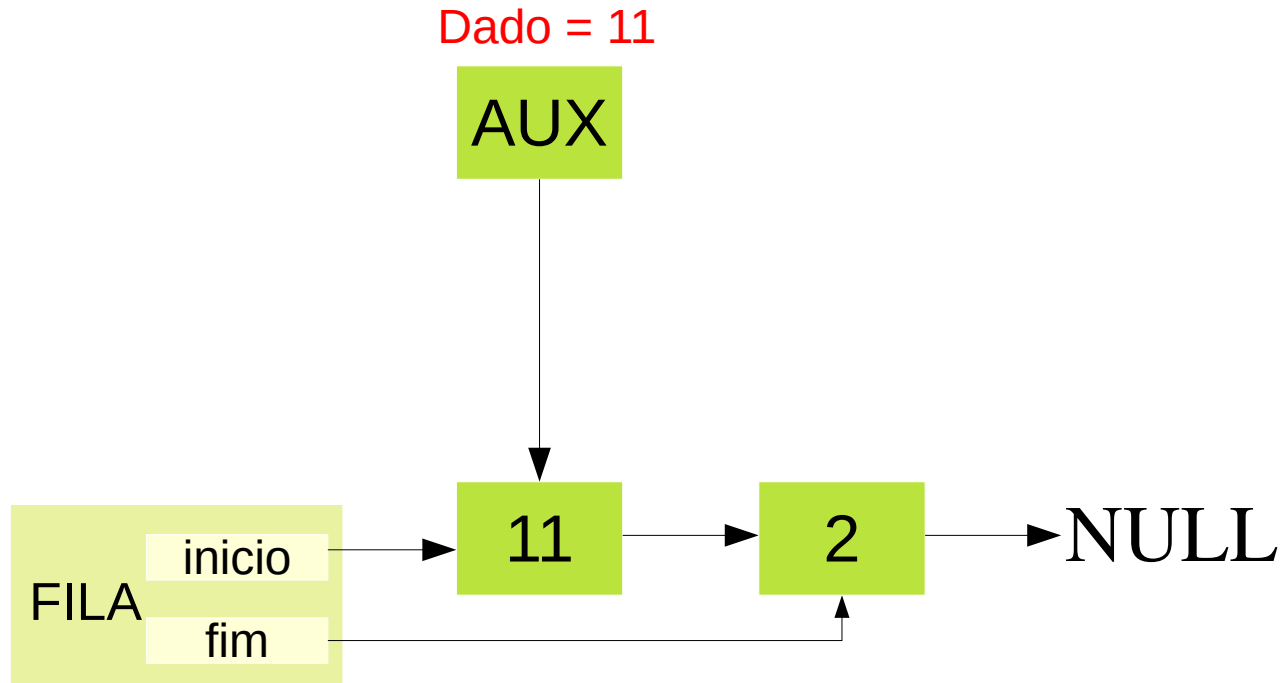 Dado = 11
AUX
11
2
NULL
inicio
FILA
fim